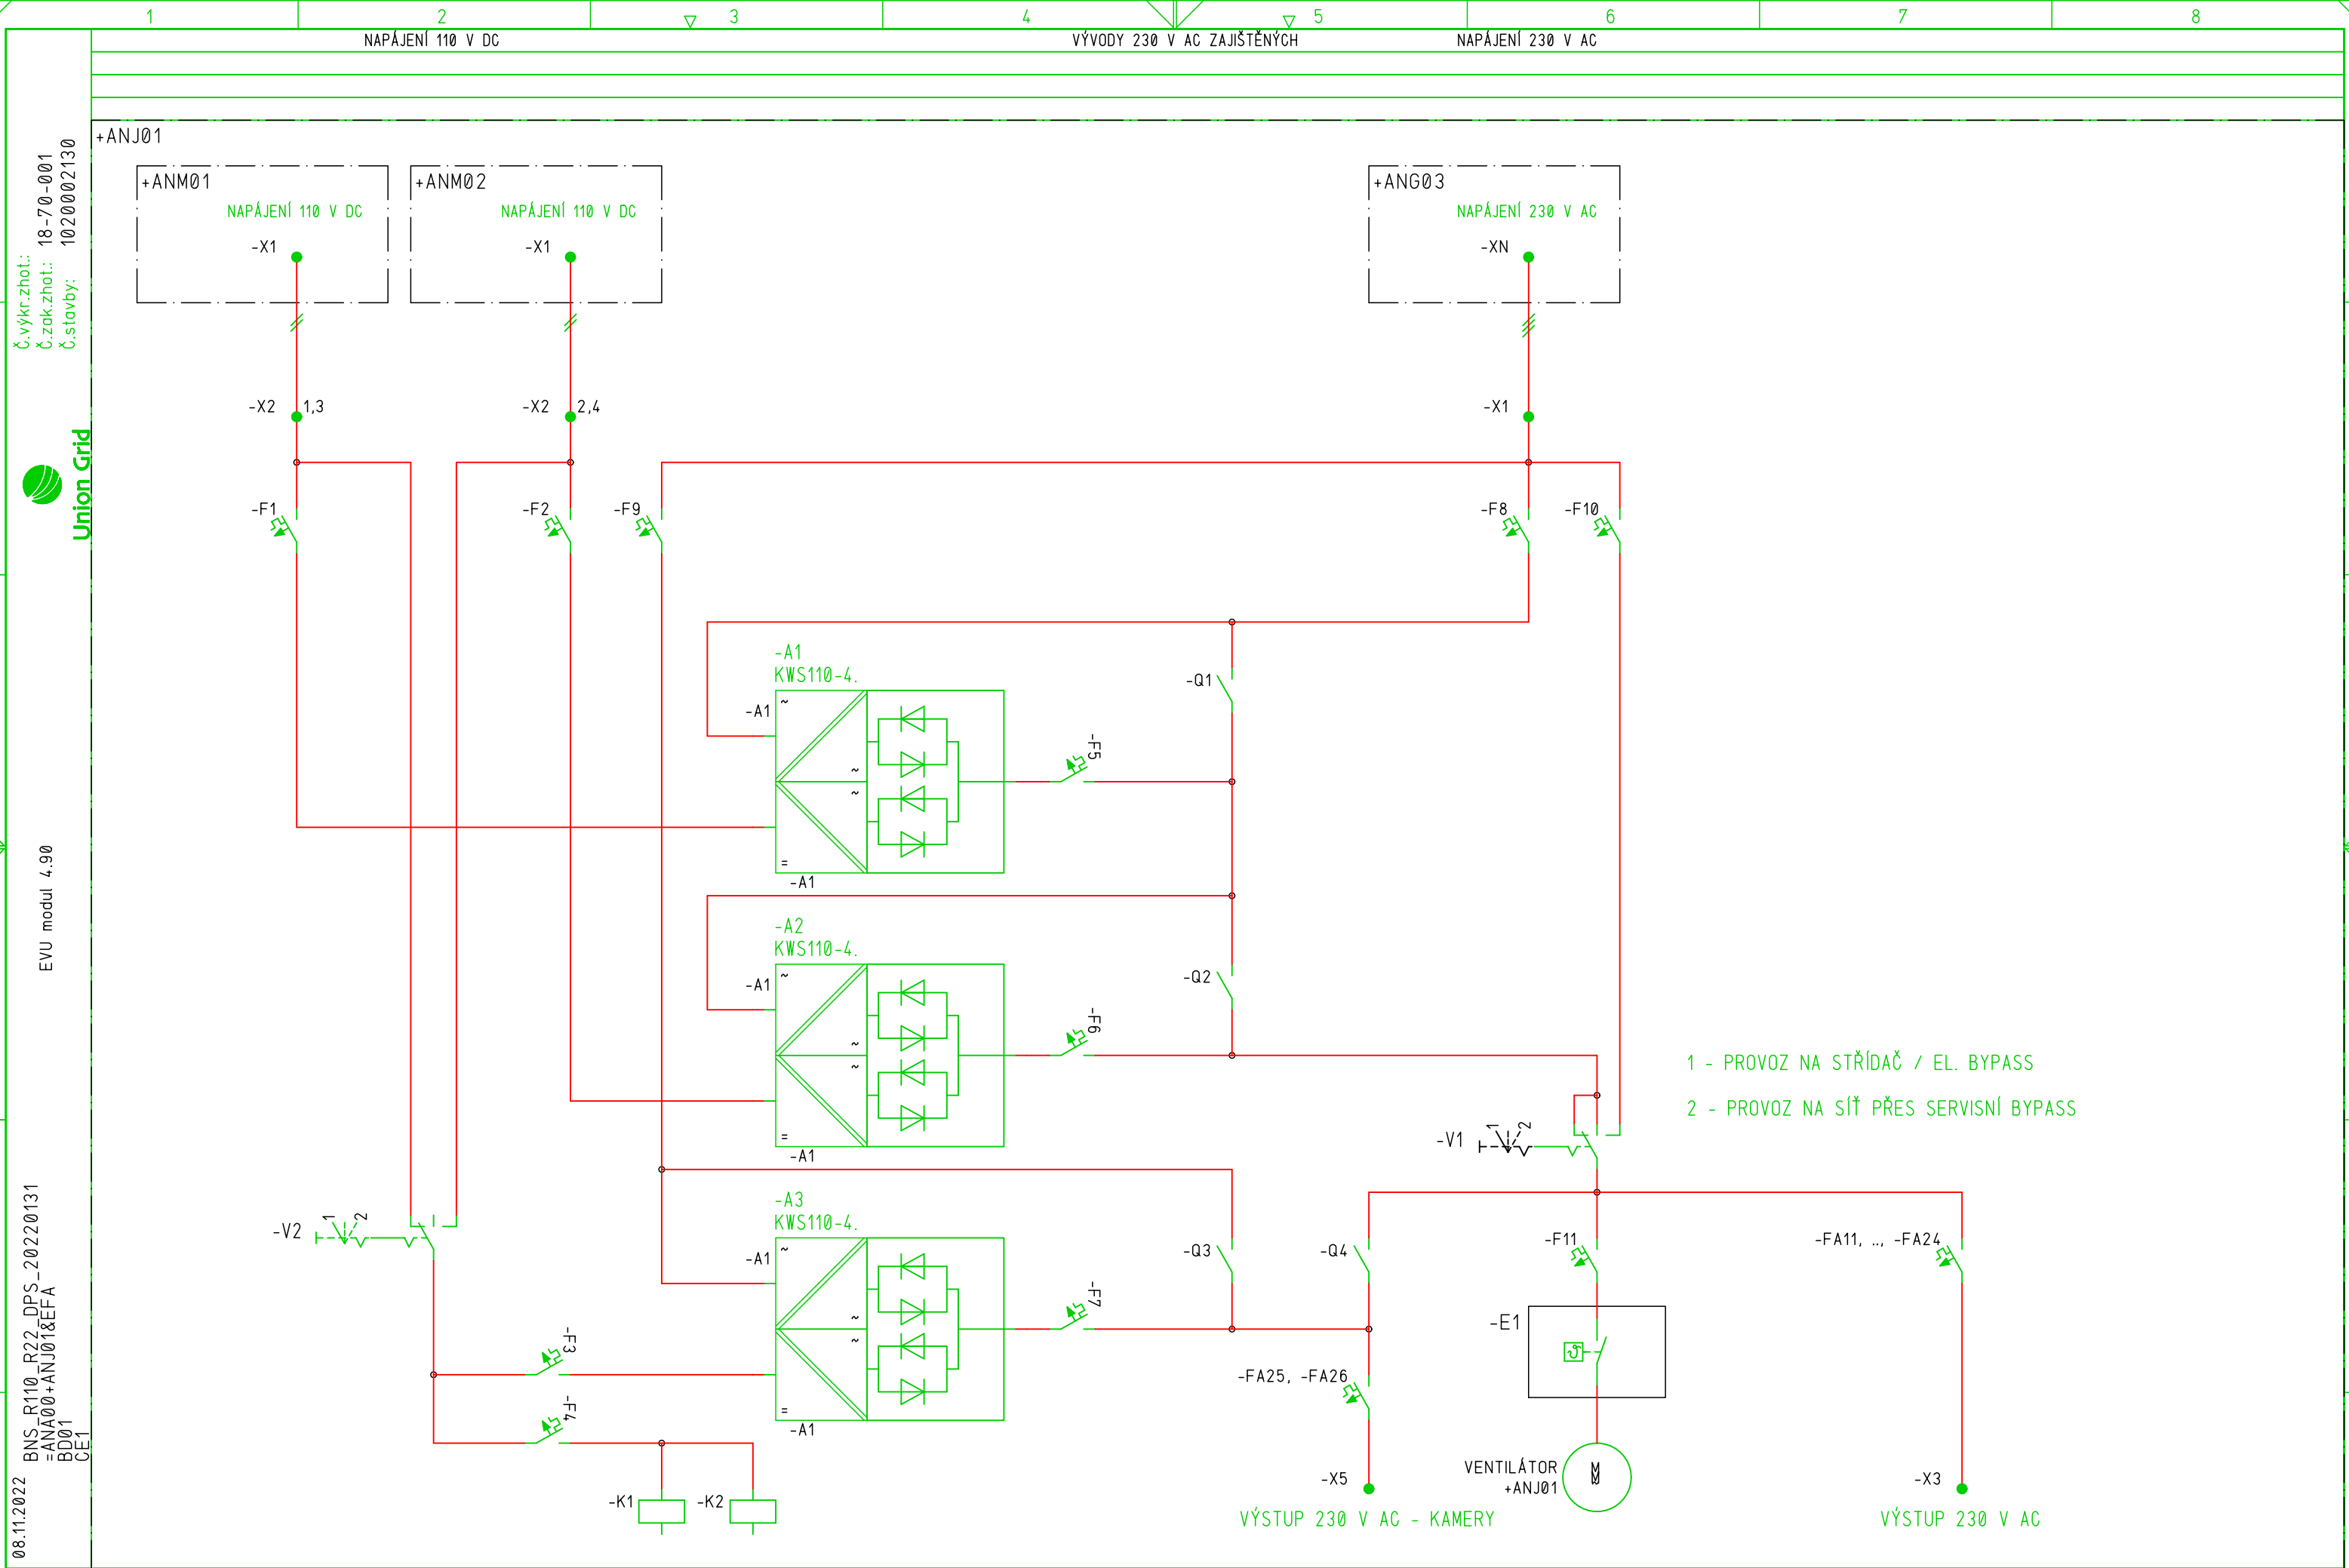 1 2 3 4 5 6 7 8
NAPÁJENÍ 110 V DC
VÝVODY 230 V AC ZAJIŠTĚNÝCH
NAPÁJENÍ 230 V AC
+ANJ01
+ANM01
NAPÁJENÍ 110 V DC
-X1
+ANM02
NAPÁJENÍ 110 V DC
-X1
+ANG03
NAPÁJENÍ 230 V AC
-XN
-X2 1,3
-X2 2,4
-X1
-F1
-F2
-F9
-F8
-F10
-A1
KWS110-4.
-A1
~
~
~
=
-A1
-F5
-Q1
-A2
KWS110-4.
-A1
~
~
~
=
-A1
-F6
-Q2
1 - PROVOZ NA STŘÍDAČ / EL. BYPASS
2 - PROVOZ NA SÍŤ PŘES SERVISNÍ BYPASS
-V1
1
2
-V2
1
2
-A3
KWS110-4.
-A1
~
~
~
=
-A1
-F7
-Q3
-Q4
-F11
-FA11, .., -FA24
-E1
ϑ
-F3
-F4
-FA25, -FA26
-K1
-K2
-X5
VÝSTUP 230 V AC - KAMERY
VENTILÁTOR
+ANJ01
M
-X3
VÝSTUP 230 V AC
Č.výkr.zhot.:
Č.zak.zhot.: 18-70-001
Č.stavby: 1020002130
Union Grid
EVU modul 4.90
BNS_R110_R22_DPS_20220131
=ANA00+ANJ01&EFA
BD01
CE1
08.11.2022